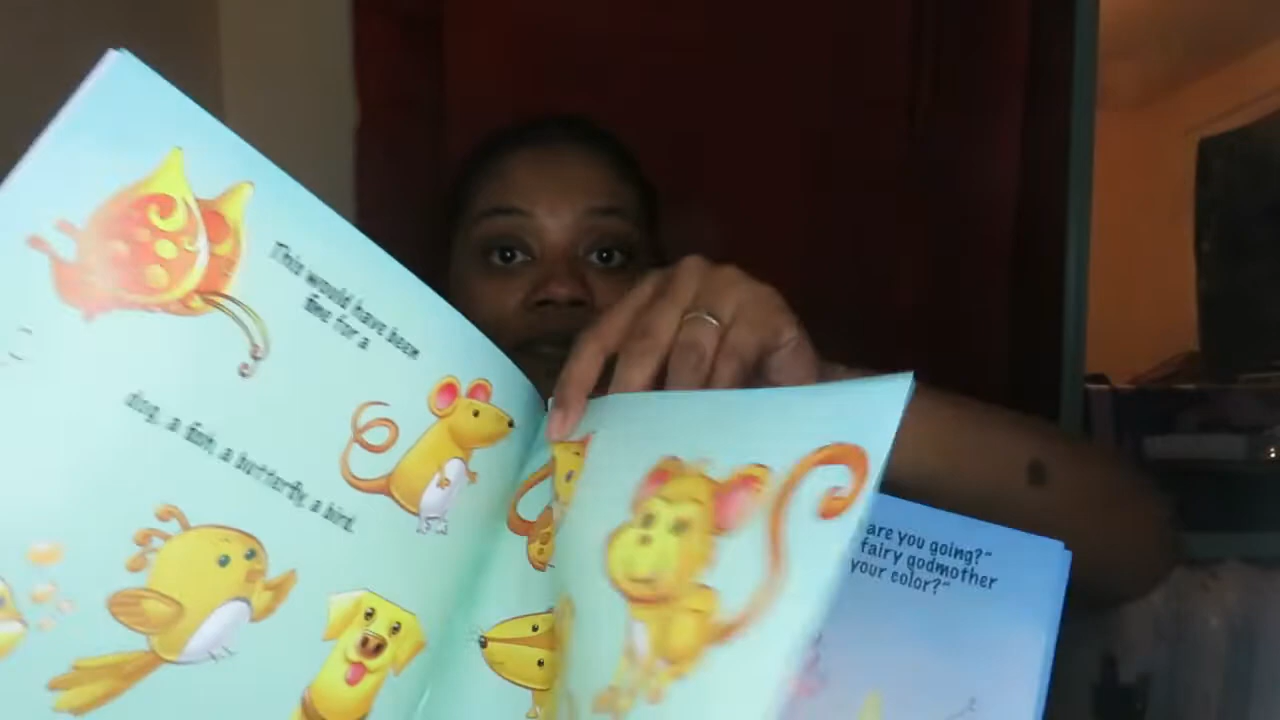 This would have been
fine for a
dog, a fish, a butterfly, a bird.
are you going?"
fairy godmother
your color?"